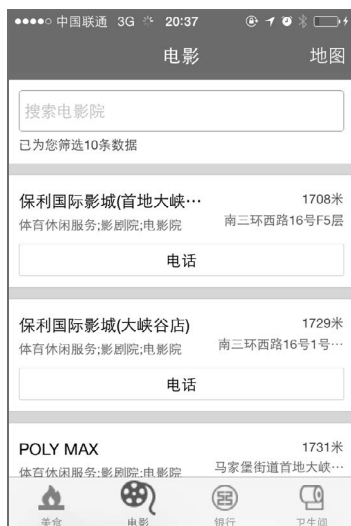 中国联通 3G 20:37
电影 地图
搜索电影院
已为您筛选10条数据
保利国际影城(首地大峡… 1708米
体育休闲服务;影剧院;电影院 南三环西路16号F5层
电话
保利国际影城(大峡谷店) 1729米
体育休闲服务;影剧院;电影院 南三环西路16号1号…
电话
POLY MAX 1731米
体育休闲服务;影剧院;电影院 马家堡街道首地大峡…
美食 电影 银行 卫生间